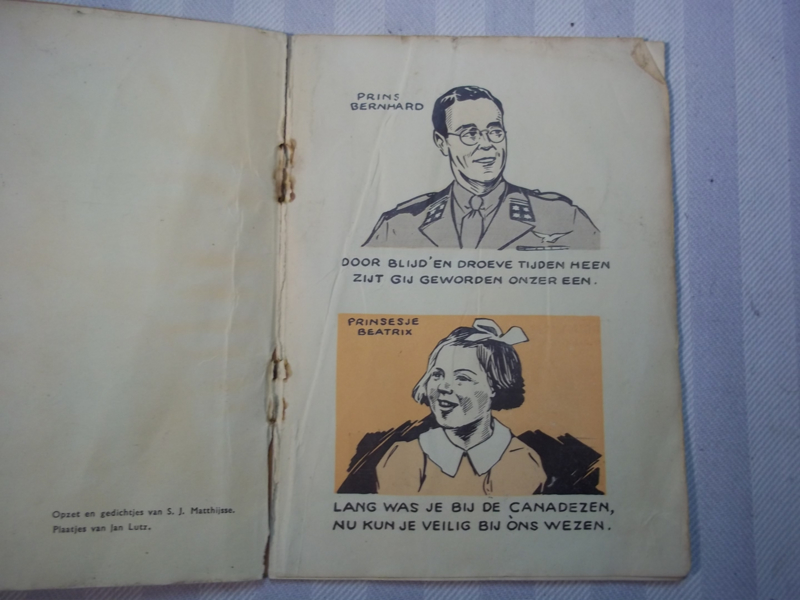 Opzet en gedichtjes van S. J. Matthijsse.
Plaatjes van Jan Lutz.
PRINS
BERNHARD
DOOR BLIJD'EN DROEVE TIJDEN HEEN
ZIJT GIJ GEWORDEN ONZER EEN.
PRINSESJE
BEATRIX
LANG WAS JE BIJ DE CANADEZEN,
NU KUN JE VEILIG BIJ ÒNS WEZEN.